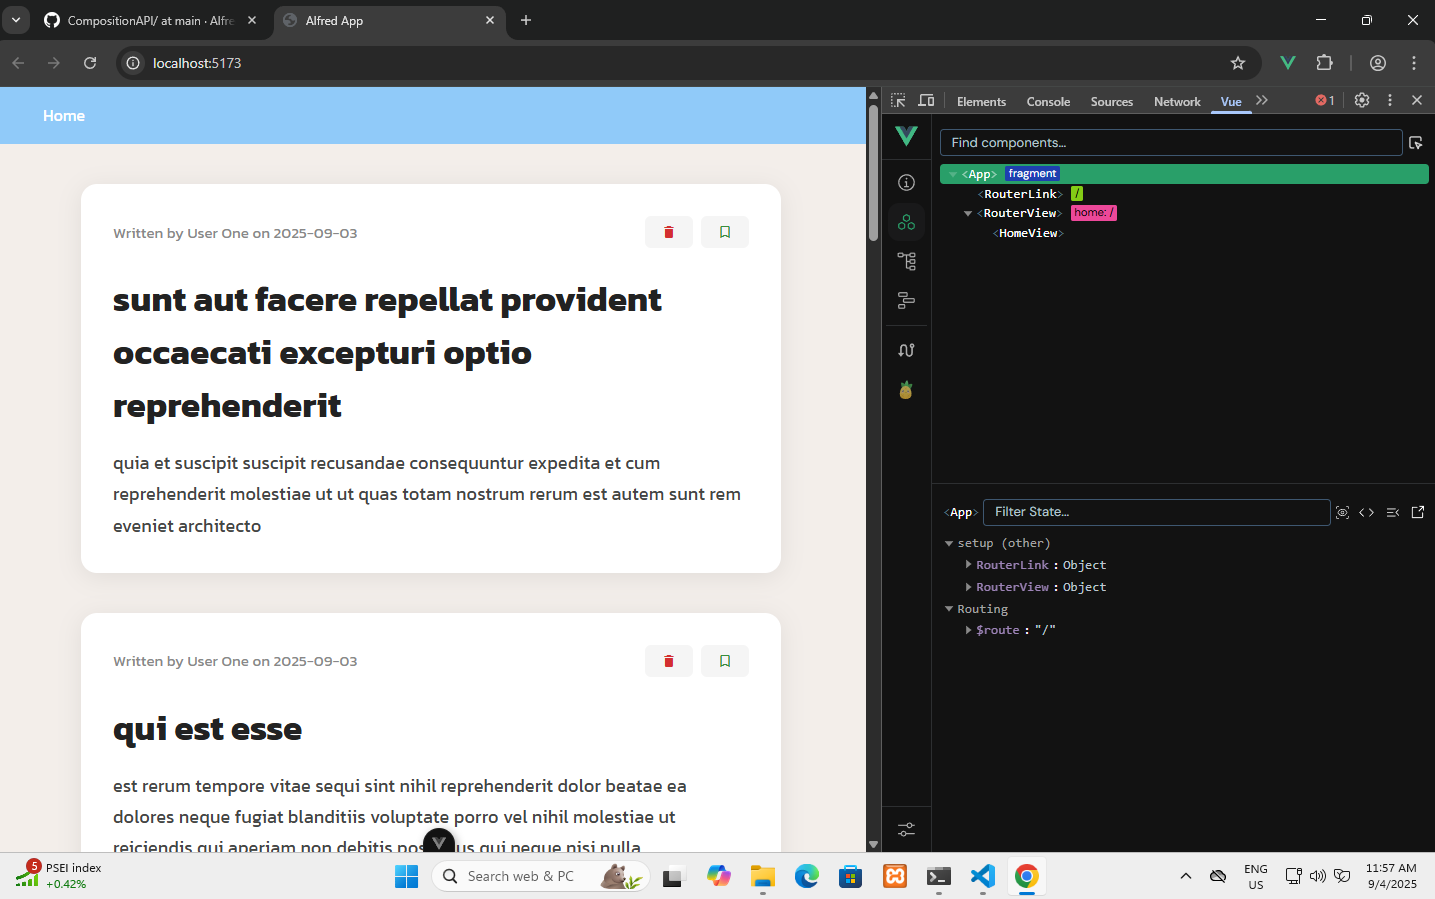 CompositionAPI/ at main · Alfre
Alfred App
localhost:5173
Home
Elements
Console
Sources
Network
Vue
1
Find components...
<App> fragment
<RouterLink> /
<RouterView> home: /
<HomeView>
Written by User One on 2025-09-03
sunt aut facere repellat provident
occaecati excepturi optio
reprehenderit
quia et suscipit suscipit recusandae consequuntur expedita et cum
reprehenderit molestiae ut ut quas totam nostrum rerum est autem sunt rem
eveniet architecto
Written by User One on 2025-09-03
qui est esse
est rerum tempore vitae sequi sint nihil reprehenderit dolor beatae ea
dolores neque fugiat blanditiis voluptate porro vel nihil molestiae ut
reiciendis qui aperiam non debitis pos us qui neque nisi nulla
<App> Filter State...
setup (other)
RouterLink : Object
RouterView : Object
Routing
$route : "/"
5
PSEI index
+0.42%
Search web & PC
ENG
US
11:57 AM
9/4/2025